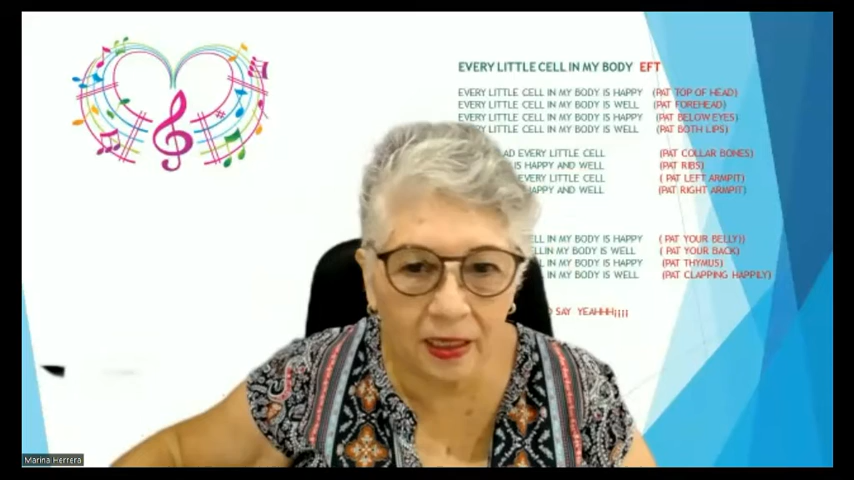 EVERY LITTLE CELL IN MY BODY EFT
EVERY LITTLE CELL IN MY BODY IS HAPPY (PAT TOP OF HEAD)
EVERY LITTLE CELL IN MY BODY IS WELL (PAT FOREHEAD)
EVERY LITTLE CELL IN MY BODY IS HAPPY (PAT BELOW EYES)
EVERY LITTLE CELL IN MY BODY IS WELL (PAT BOTH LIPS)
AD EVERY LITTLE CELL (PAT COLLAR BONES)
IS HAPPY AND WELL (PAT RIBS)
EVERY LITTLE CELL ( PAT LEFT ARMPIT)
APPY AND WELL (PAT RIGHT ARMPIT)
ELL IN MY BODY IS HAPPY ( PAT YOUR BELLY))
ELLIN MY BODY IS WELL ( PAT YOUR BACK)
L IN MY BODY IS HAPPY (PAT THYMUS)
IN MY BODY IS WELL (PAT CLAPPING HAPPILY)
SAY YEAHHH¡¡¡¡
Marina Herrera